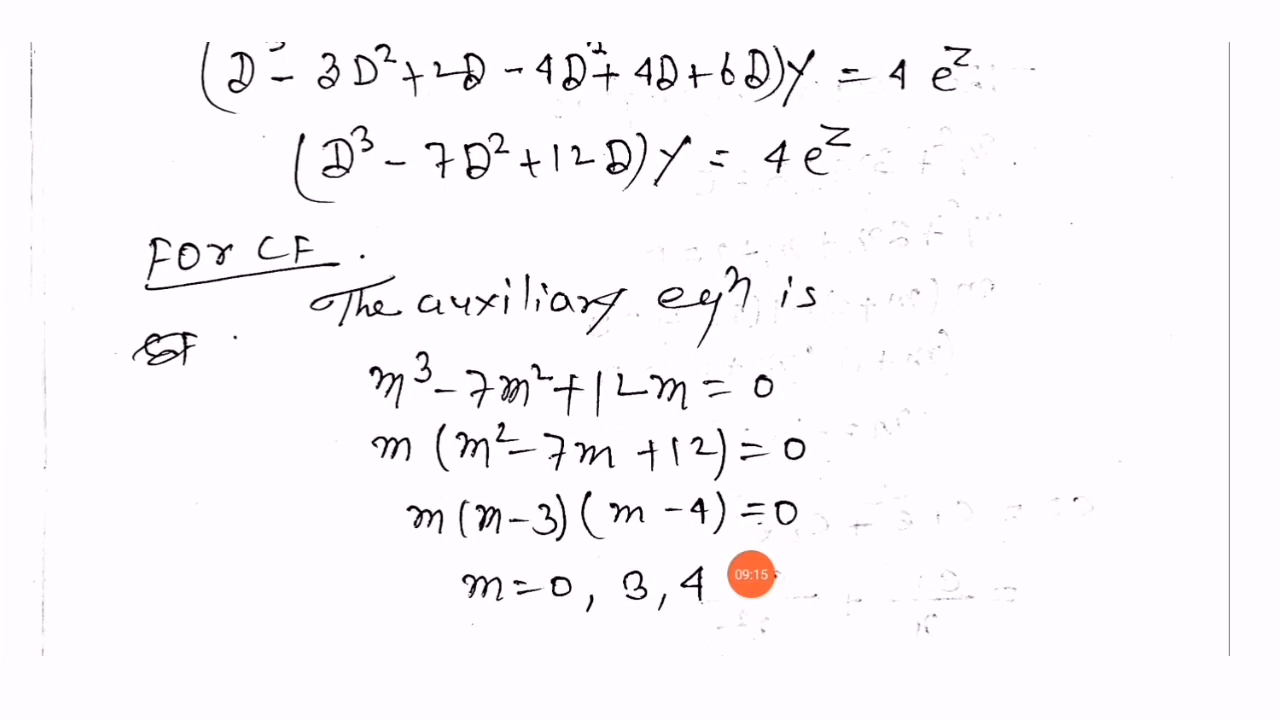 (D³ - 3D² + 2D - 4D² + 4D + 6D)y = 4e^z
(D³ - 7D² + 12D)y = 4e^z
For CF.
The auxiliary eqn is
m³ - 7m² + 12m = 0
m(m² - 7m + 12) = 0
m(m-3)(m-4) = 0
m = 0, 3, 4
09:15